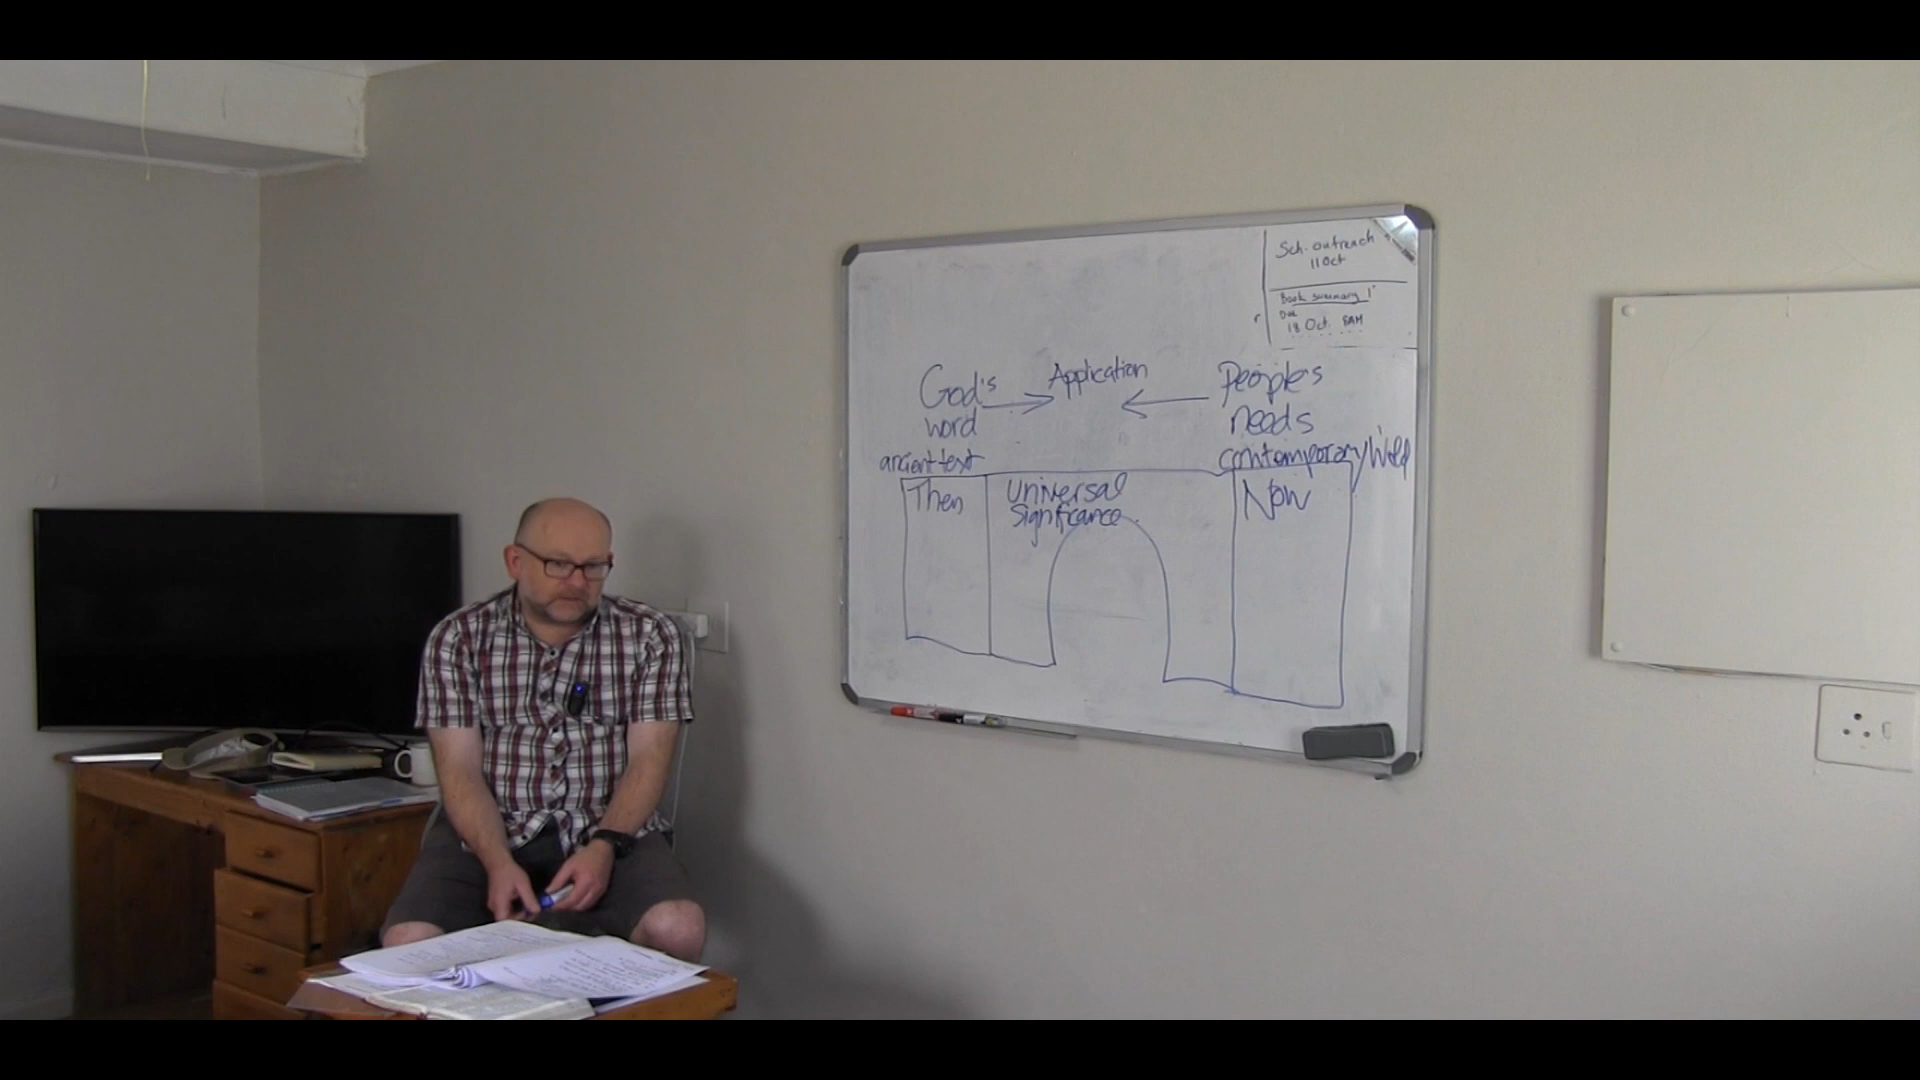 Sch. outreach
11 Oct
Book summary 1
Due
18 Oct 8AM
God's
word
Application
People's
needs
ancient text
contemporary World
Then
Universal
Significance
Now